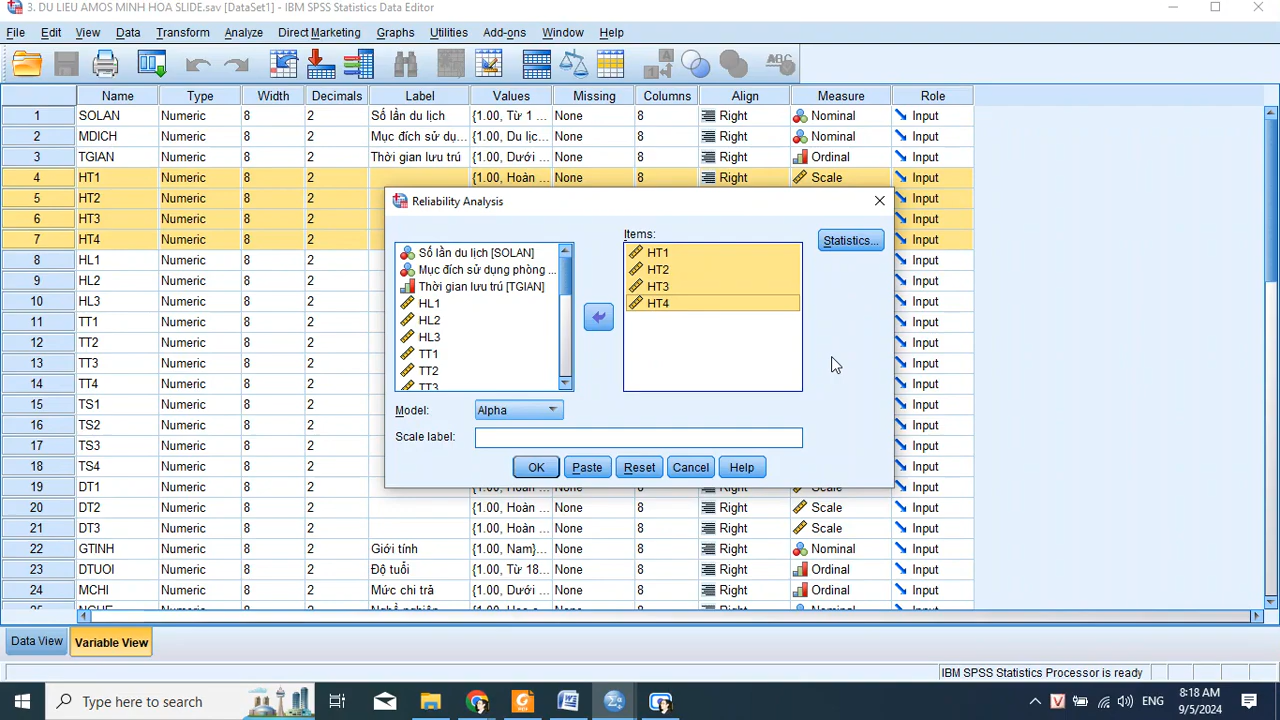 3. DU LIEU AMOS MINH HOA SLIDE.sav [DataSet1] - IBM SPSS Statistics Data Editor
File Edit View Data Transform Analyze Direct Marketing Graphs Utilities Add-ons Window Help
Name Type Width Decimals Label Values Missing Columns Align Measure Role
1 SOLAN Numeric 8 2 Số lần du lịch {1.00, Từ 1 ... None 8 Right Nominal Input
2 MDICH Numeric 8 2 Mục đích sử dụ... {1.00, Du lịc... None 8 Right Nominal Input
3 TGIAN Numeric 8 2 Thời gian lưu trú {1.00, Dưới ... None 8 Right Ordinal Input
4 HT1 Numeric 8 2 {1.00, Hoàn ... None 8 Right Scale Input
5 HT2 Numeric 8 2 Input
6 HT3 Numeric 8 2 Input
7 HT4 Numeric 8 2 Input
8 HL1 Numeric 8 2 Input
9 HL2 Numeric 8 2 Input
10 HL3 Numeric 8 2 Input
11 TT1 Numeric 8 2 Input
12 TT2 Numeric 8 2 Input
13 TT3 Numeric 8 2 Input
14 TT4 Numeric 8 2 Input
15 TS1 Numeric 8 2 Input
16 TS2 Numeric 8 2 Input
17 TS3 Numeric 8 2 Input
18 TS4 Numeric 8 2 Input
19 DT1 Numeric 8 2 Scale Input
20 DT2 Numeric 8 2 {1.00, Hoàn ... None 8 Right Scale Input
21 DT3 Numeric 8 2 {1.00, Hoàn ... None 8 Right Scale Input
22 GTINH Numeric 8 2 Giới tính {1.00, Nam}... None 8 Right Nominal Input
23 DTUOI Numeric 8 2 Độ tuổi {1.00, Từ 18... None 8 Right Ordinal Input
24 MCHI Numeric 8 2 Mức chi trả {1.00, Dưới ... None 8 Right Ordinal Input
25 NGHE Numeric 8 2 Nghề nghiệp {1.00, Học s... None 8 Right Nominal Input
Reliability Analysis
Số lần du lịch [SOLAN]
Mục đích sử dụng phòng ...
Thời gian lưu trú [TGIAN]
HL1
HL2
HL3
TT1
TT2
TT3
Items:
HT1
HT2
HT3
HT4
Statistics...
Model: Alpha
Scale label:
OK Paste Reset Cancel Help
Data View Variable View
IBM SPSS Statistics Processor is ready
Type here to search
ENG
8:18 AM
9/5/2024